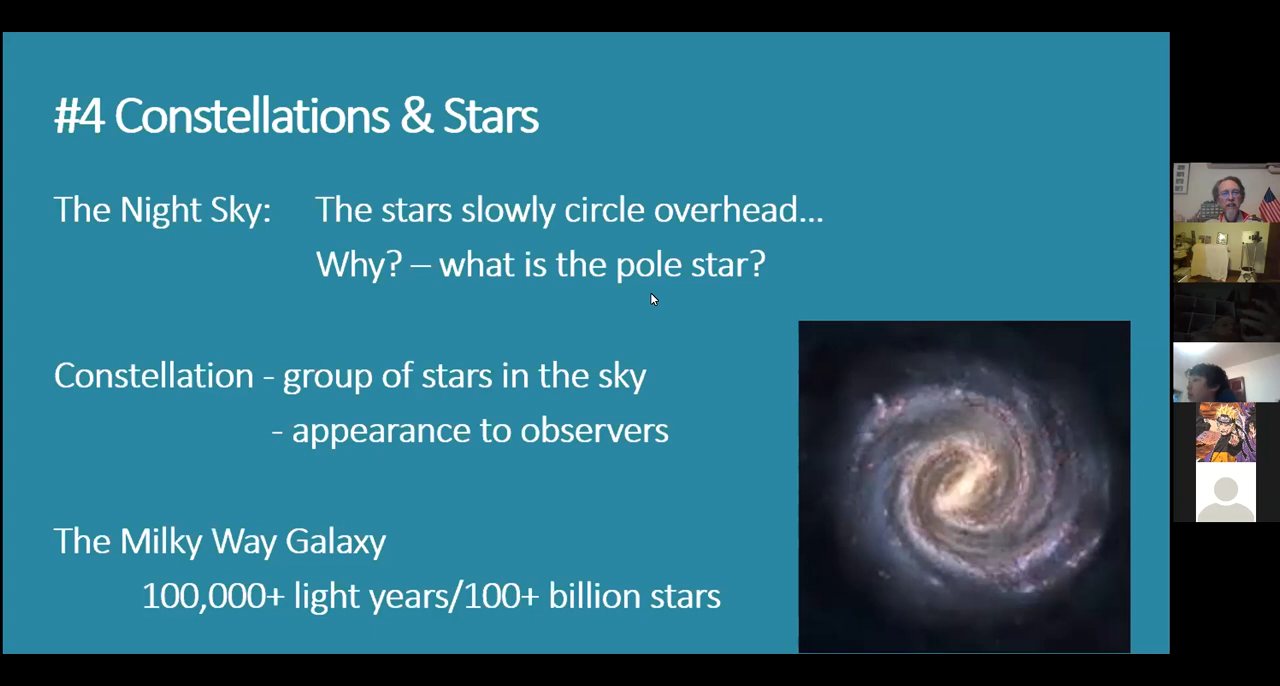 #4 Constellations & Stars
The Night Sky: The stars slowly circle overhead...
Why? – what is the pole star?
Constellation - group of stars in the sky
- appearance to observers
The Milky Way Galaxy
100,000+ light years/100+ billion stars